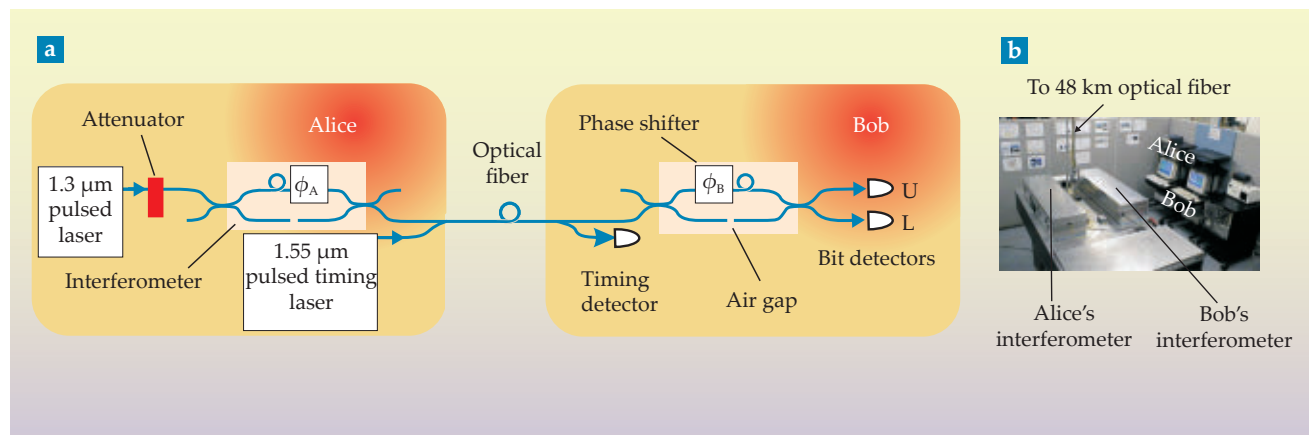 a
Attenuator
Alice
1.3 µm
pulsed
laser
ϕA
Interferometer
1.55 µm
pulsed timing
laser
Optical
fiber
Phase shifter
Bob
ϕB
U
L
Bit detectors
Timing
detector
Air gap
b
To 48 km optical fiber
Alice
Bob
Alice's
interferometer
Bob's
interferometer